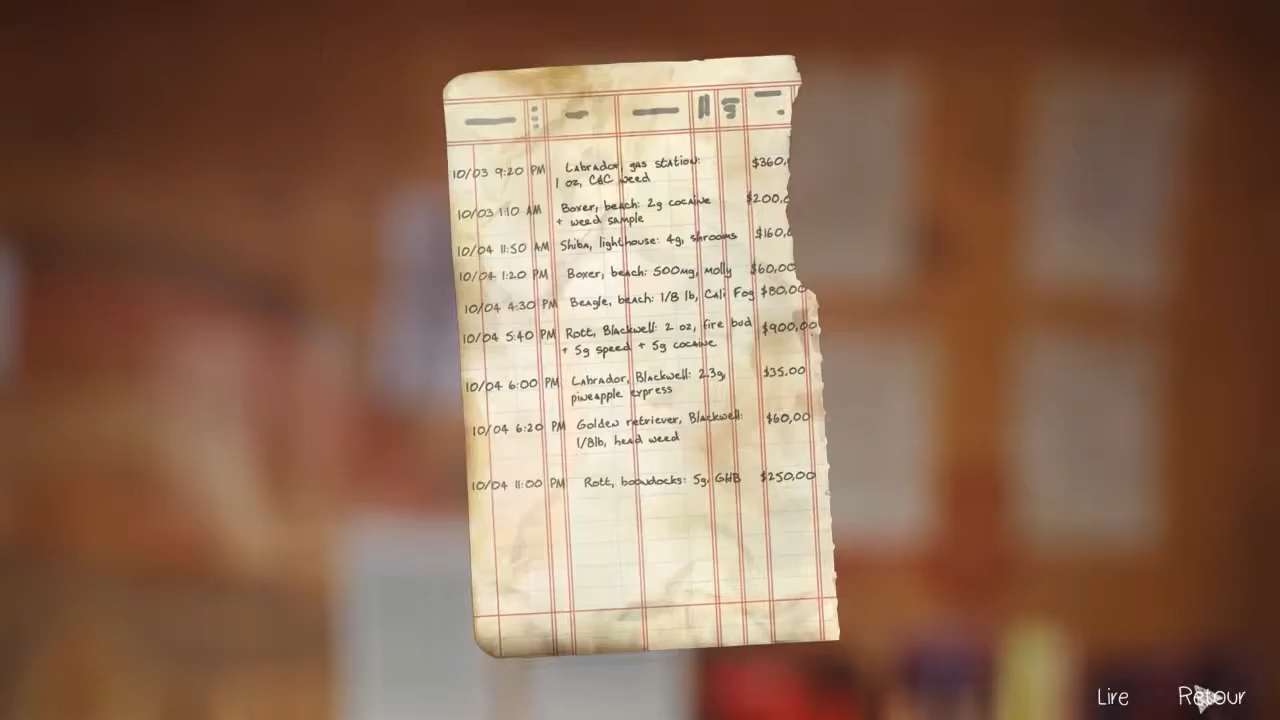 10/03 9:20 PM Labrador, gas station: $360,
1 oz, C&C weed
10/03 1:10 AM Boxer, beach: 2g cocaine $200,0
+ weed sample
10/04 11:50 AM Shiba, lighthouse: 4g, shrooms $160,0
10/04 1:20 PM Boxer, beach: 500mg, molly $60,00
10/04 4:30 PM Beagle, beach: 1/8 lb, Cali Fog $80,00
10/04 5:40 PM Rott, Blackwell: 2 oz, fire bud $900,00
+ 5g speed + 5g cocaine
10/04 6:00 PM Labrador, Blackwell: 2.3g, $35.00
pineapple express
10/04 6:20 PM Golden retriever, Blackwell: $60,00
1/8lb, head weed
10/04 11:00 PM Rott, boowdocks: 5g, GHB $250,00
Lire Retour